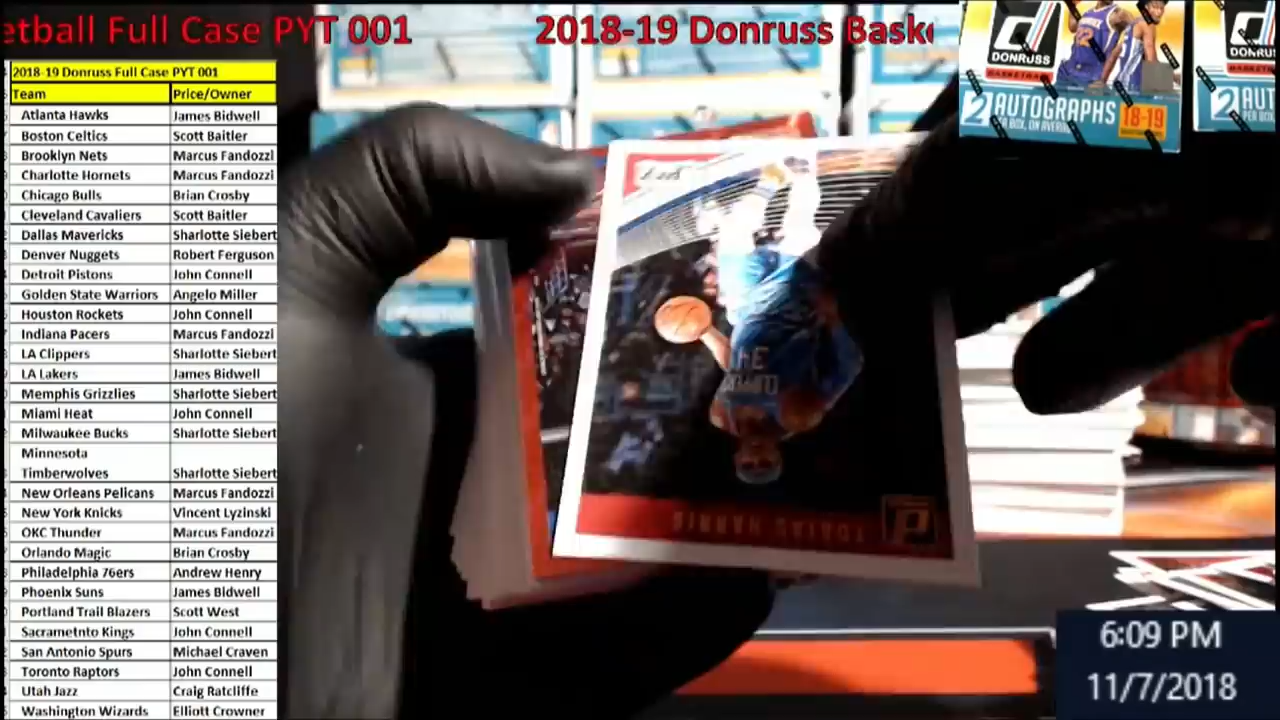 etball Full Case PYT 001
2018-19 Donruss Baske
2018-19 Donruss Full Case PYT 001
Team Price/Owner
Atlanta Hawks James Bidwell
Boston Celtics Scott Baitler
Brooklyn Nets Marcus Fandozzi
Charlotte Hornets Marcus Fandozzi
Chicago Bulls Brian Crosby
Cleveland Cavaliers Scott Baitler
Dallas Mavericks Sharlotte Siebert
Denver Nuggets Robert Ferguson
Detroit Pistons John Connell
Golden State Warriors Angelo Miller
Houston Rockets John Connell
Indiana Pacers Marcus Fandozzi
LA Clippers Sharlotte Siebert
LA Lakers James Bidwell
Memphis Grizzlies Sharlotte Siebert
Miami Heat John Connell
Milwaukee Bucks Sharlotte Siebert
Minnesota
Timberwolves Sharlotte Siebert
New Orleans Pelicans Marcus Fandozzi
New York Knicks Vincent Lyzinski
OKC Thunder Marcus Fandozzi
Orlando Magic Brian Crosby
Philadelphia 76ers Andrew Henry
Phoenix Suns James Bidwell
Portland Trail Blazers Scott West
Sacrametnto Kings John Connell
San Antonio Spurs Michael Craven
Toronto Raptors John Connell
Utah Jazz Craig Ratcliffe
Washington Wizards Elliott Crowner
DONRUSS
BASKETBALL
2 AUTOGRAPHS 18-19
PER BOX, ON AVERAGE
DONRUSS
2 AUT
TOBIAS HARRIS
6:09 PM
11/7/2018